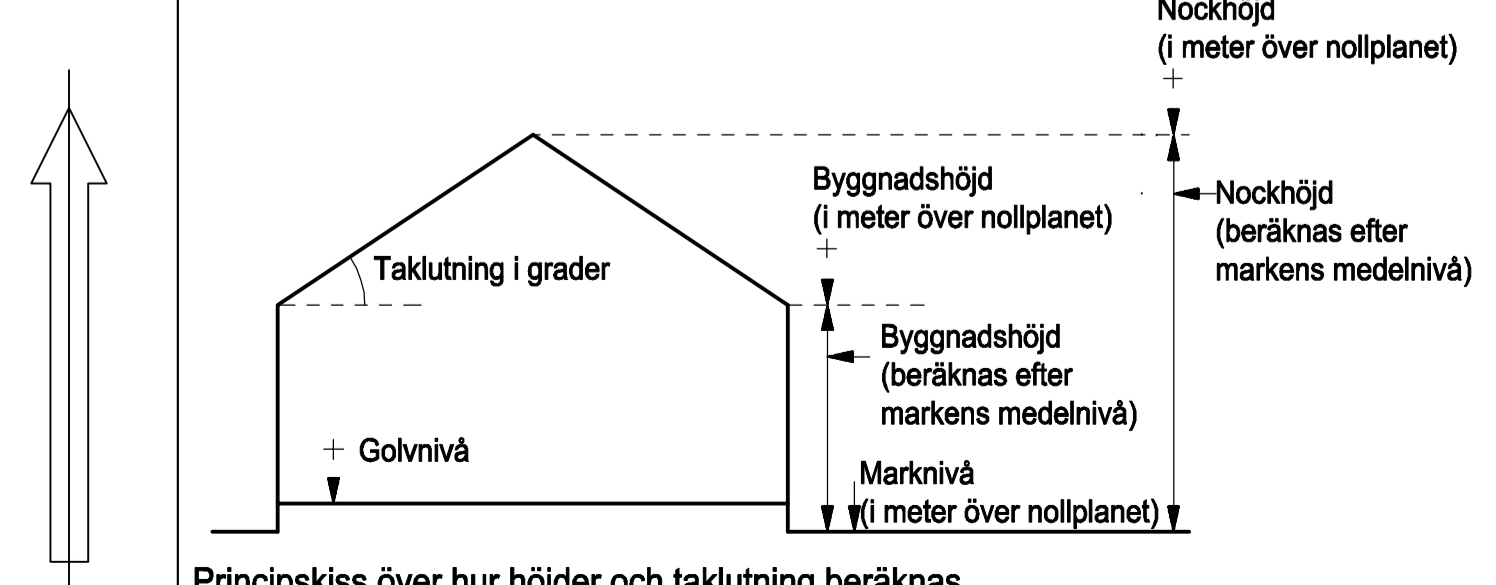 Nockhöjd
(i meter över nollplanet)
+
Byggnadshöjd
(i meter över nollplanet)
+
Nockhöjd
(beräknas efter
markens medelnivå)
Taklutning i grader
Byggnadshöjd
(beräknas efter
markens medelnivå)
+ Golvnivå
Marknivå
(i meter över nollplanet)
Principskiss över hur höjder och taklutning beräknas